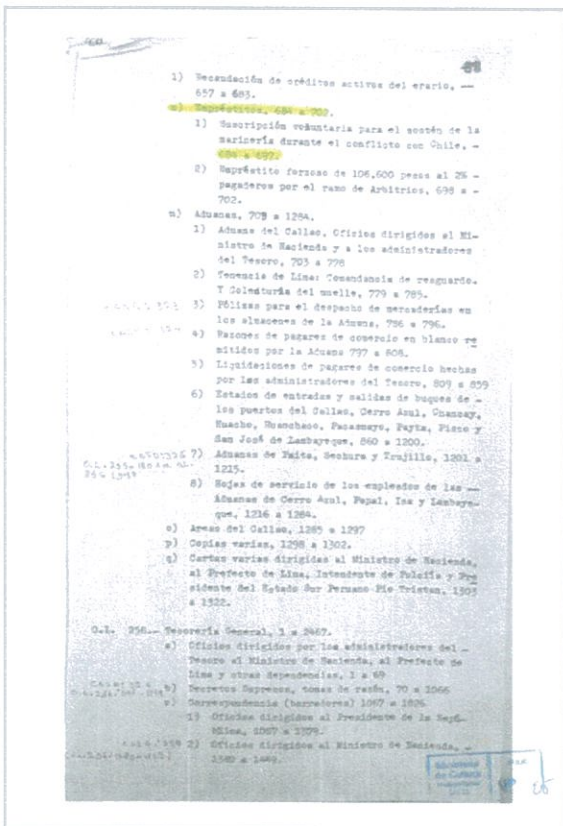 1) Recaudación de créditos activos del erario, —
657 a 683.
m) Empréstitos, 684 a 702.
1) Suscripción voluntaria para el sostén de la
marinería durante el conflicto con Chile, -
684 a 697.
2) Empréstito forzoso de 106,600 pesos al 2% -
pagaderos por el ramo de Arbitrios, 698 a -
702.
n) Aduanas, 703 a 1284.
1) Aduana del Callao, Oficios dirigidos al Mi-
nistro de Hacienda y a los administradores
del Tesoro, 703 a 778
2) Tenencia de Lima: Comandancia de resguardo.
Y Colecturía del muelle, 779 a 785.
3) Pólizas para el despacho de mercaderías en
los almacenes de la Aduana, 786 a 796.
4) Razones de pagares de comercio en blanco re
mitidos por la Aduana 797 a 808.
5) Liquidaciones de pagares de comercio hechas
por los administradores del Tesoro, 809 a 859
6) Estados de entradas y salidas de buques de -
los puertos del Callao, Cerro Azul, Chancay,
Huacho, Huanchaco, Pacasmayo, Payta, Pisco y
San José de Lambayeque, 860 a 1200.
7) Aduanas de Paita, Sechura y Trujillo, 1201 a
1215.
8) Hojas de servicio de los empleados de las —
Aduanas de Cerro Azul, Papal, Ica y Lambaye-
que, 1216 a 1284.
o) Arcas del Callao, 1285 a 1297
p) Copias varias, 1298 a 1302.
q) Cartas varias dirigidas al Ministro de Hacienda,
al Prefecto de Lima, Intendente de Policía y Pre
sidente del Estado Sur Peruano Pío Tristan, 1303
a 1322.
O.L. 256.- Tesorería General, 1 a 2467.
a) Oficios dirigidos por los administradores del -
Tesoro al Ministro de Hacienda, al Prefecto de
Lima y otras dependencias, 1 a 69
b) Decretos Supremos, tomas de razón, 70 a 1066
c) Correspondencia (borradores) 1067 a 1826
1) Oficios dirigidos al Presidente de la Repú-
blica, 1067 a 1379.
2) Oficios dirigidos al Ministro de Hacienda, -
1380 a 1449.
Ministerio
de Cultura